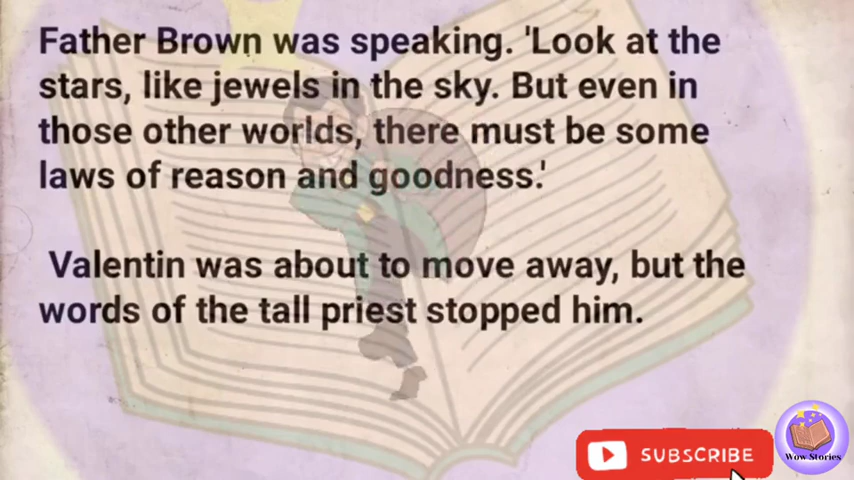 Father Brown was speaking. 'Look at the
stars, like jewels in the sky. But even in
those other worlds, there must be some
laws of reason and goodness.'
Valentin was about to move away, but the
words of the tall priest stopped him.
SUBSCRIBE
Wow Stories